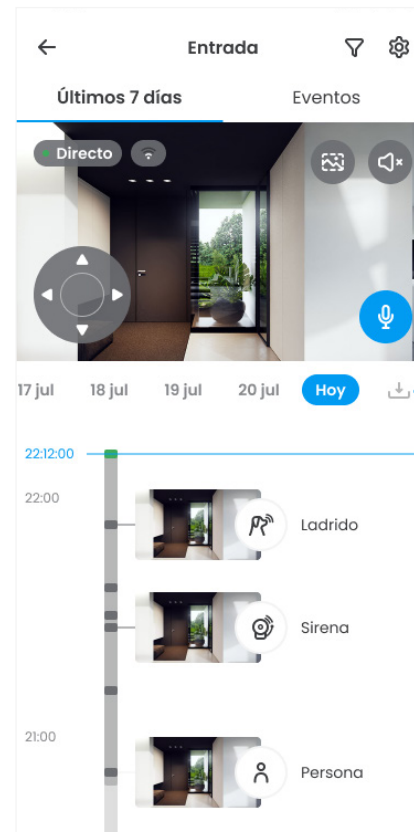 Entrada
Últimos 7 días
Eventos
Directo
17 jul
18 jul
19 jul
20 jul
Hoy
22:12:00
22:00
Ladrido
Sirena
21:00
Persona